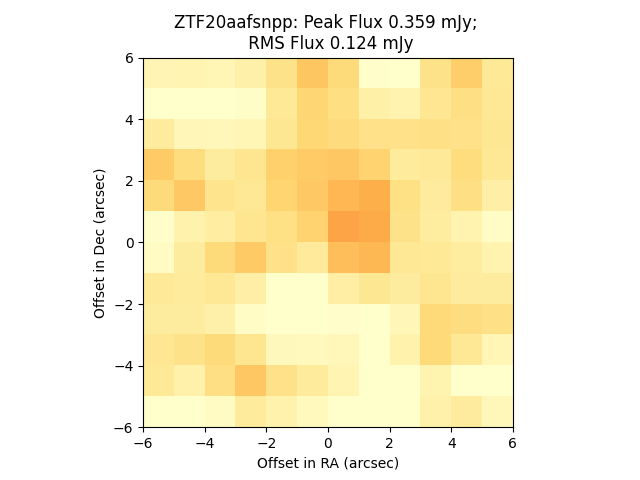 ZTF20aafsnpp: Peak Flux 0.359 mJy;
RMS Flux 0.124 mJy
6
4
2
0
−2
−4
−6
Offset in Dec (arcsec)
−6 −4 −2 0 2 4 6
Offset in RA (arcsec)